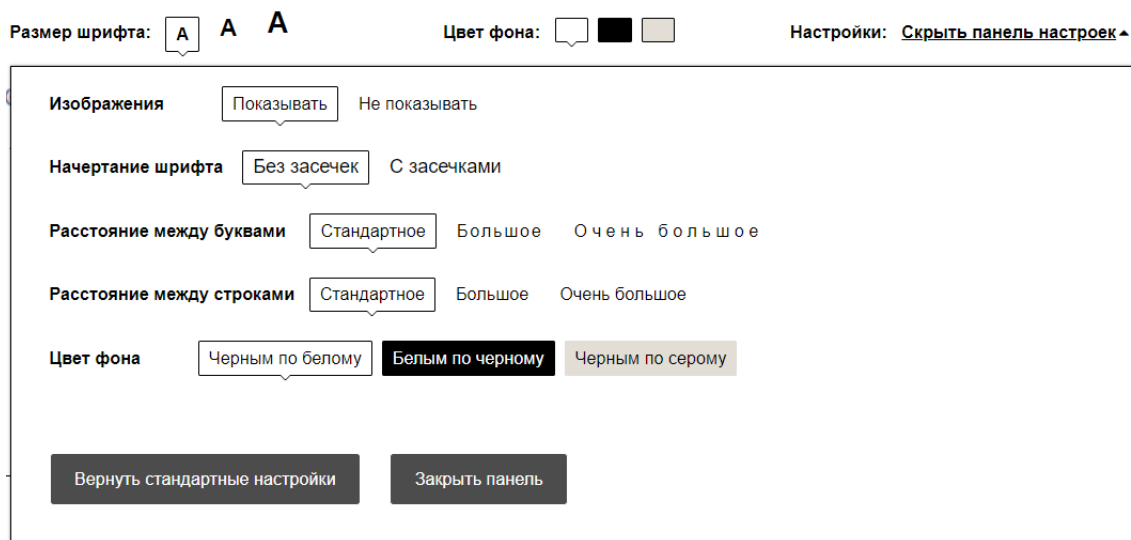 Размер шрифта: А А А Цвет фона: Настройки: Скрыть панель настроек
Изображения Показывать Не показывать
Начертание шрифта Без засечек С засечками
Расстояние между буквами Стандартное Большое Очень большое
Расстояние между строками Стандартное Большое Очень большое
Цвет фона Черным по белому Белым по черному Черным по серому
Вернуть стандартные настройки Закрыть панель